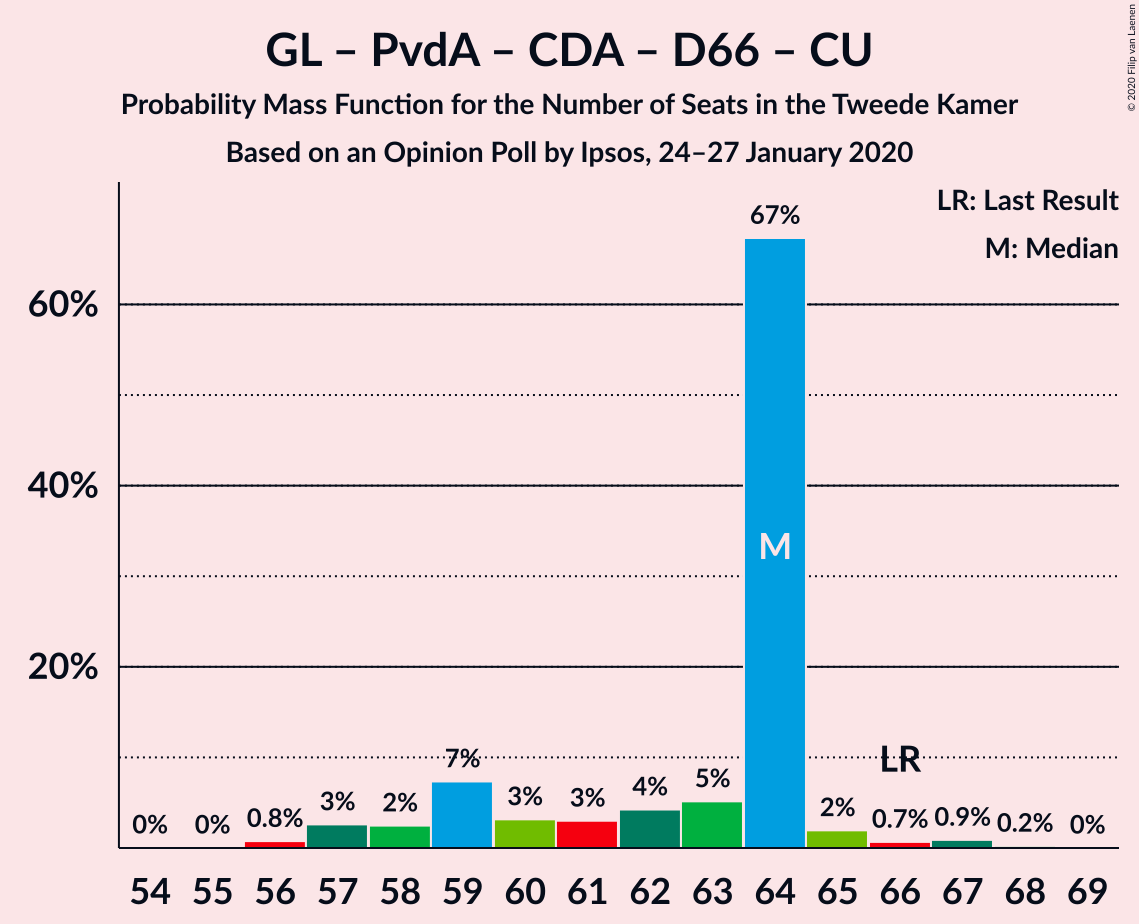 GL – PvdA – CDA – D66 – CU
Probability Mass Function for the Number of Seats in the Tweede Kamer
Based on an Opinion Poll by Ipsos, 24–27 January 2020
© 2020 Filip van Laenen
LR: Last Result
M: Median
67%
60%
40%
M
20%
LR
7%
0%
0%
0.8%
3%
2%
3%
3%
4%
5%
2%
0.7%
0.9%
0.2%
0%
54 55 56 57 58 59 60 61 62 63 64 65 66 67 68 69